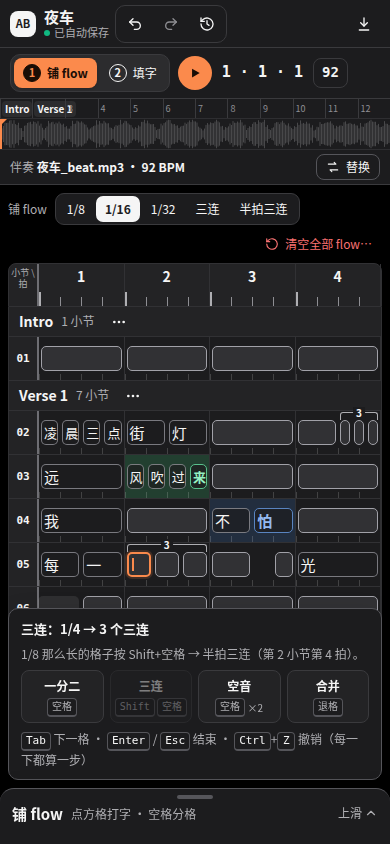 AB 夜车
已自动保存
1 铺 flow 2 填字 1 · 1 · 1 92
Intro Verse 1 4 5 6 7 8 9 10 11 12
伴奏 夜车_beat.mp3 · 92 BPM 替换
铺 flow 1/8 1/16 1/32 三连 半拍三连
清空全部 flow…
小节 \ 拍 1 2 3 4
Intro 1 小节 ···
01
Verse 1 7 小节 ···
3
02 凌 晨 三 点 街 灯
03 远 风 吹 过 来
04 我 不 怕
3
05 每 一 光
三连：1/4 → 3 个三连
1/8 那么长的格子按 Shift+空格 → 半拍三连（第 2 小节第 4 拍）。
一分二 三连 空音 合并
空格 Shift 空格 空格 ×2 退格
Tab 下一格 · Enter / Esc 结束 · Ctrl+Z 撤销（每一
下都算一步）
铺 flow 点方格打字 · 空格分格 上滑